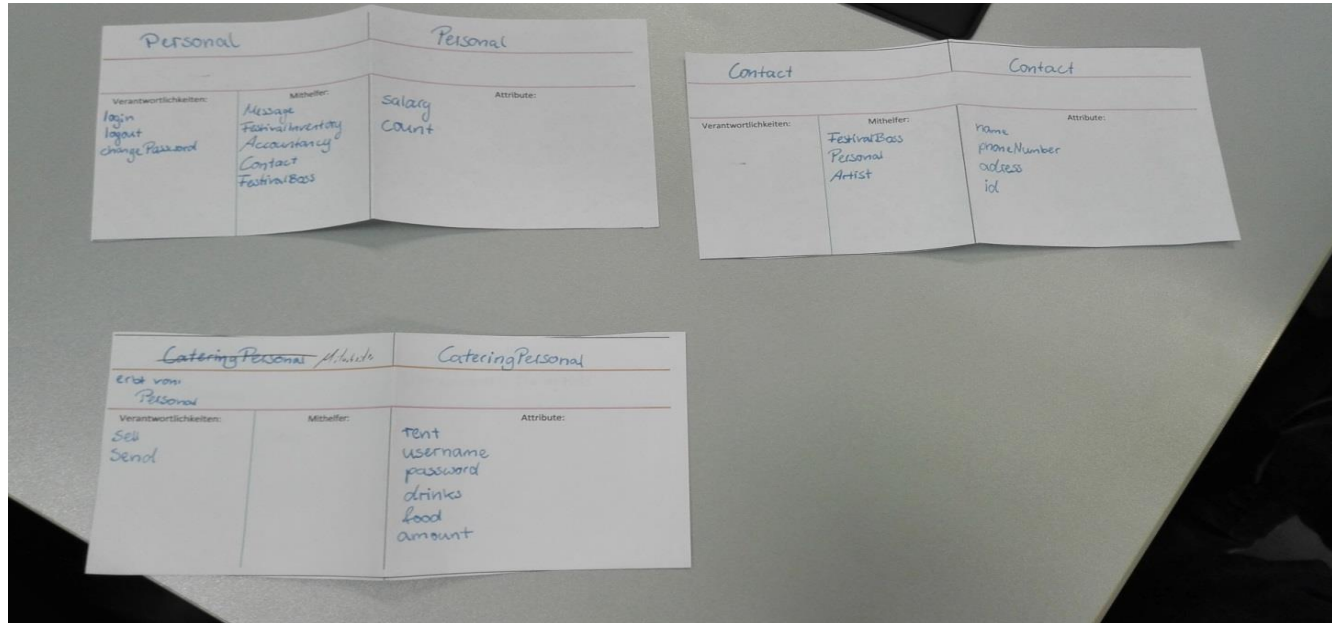 Personal
Personal
Verantwortlichkeiten:
login
logout
changePassword
Mithelfer:
Message
FestivalInventory
Accountancy
Contact
FestivalBoss
Attribute:
salary
count
Contact
Contact
Verantwortlichkeiten:
Mithelfer:
FestivalBoss
Personal
Artist
Attribute:
name
phoneNumber
adress
id
CateringPersonal
CateringPersonal
erbt von:
Personal
Verantwortlichkeiten:
Sell
Send
Mithelfer:
Attribute:
rent
username
password
drinks
food
amount